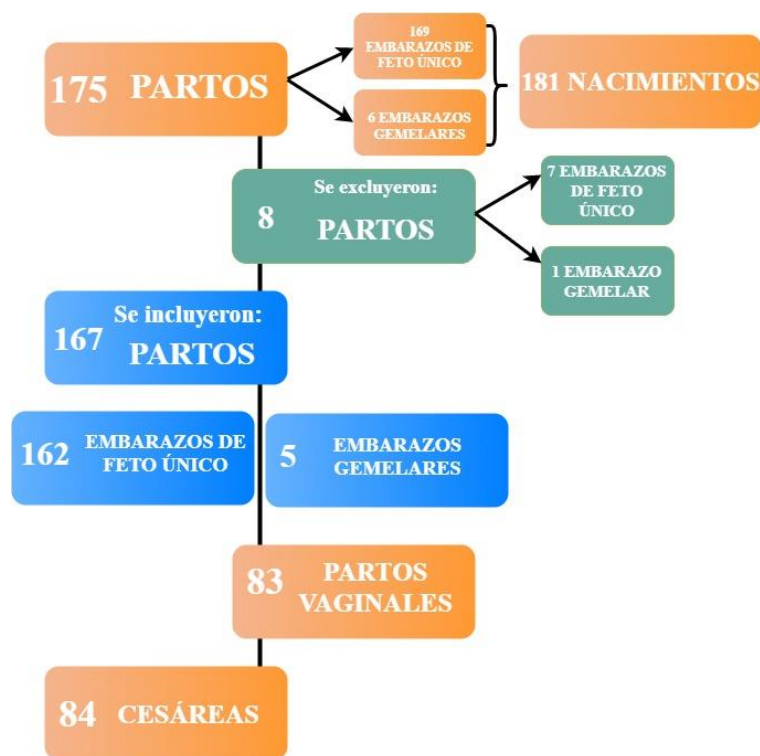 175 PARTOS
169
EMBARAZOS DE
FETO ÚNICO
6 EMBARAZOS
GEMELARES
181 NACIMIENTOS
Se excluyeron:
8 PARTOS
7 EMBARAZOS
DE FETO
ÚNICO
1 EMBARAZO
GEMELAR
Se incluyeron:
167 PARTOS
162 EMBARAZOS DE
FETO ÚNICO
5 EMBARAZOS
GEMELARES
83 PARTOS
VAGINALES
84 CESÁREAS